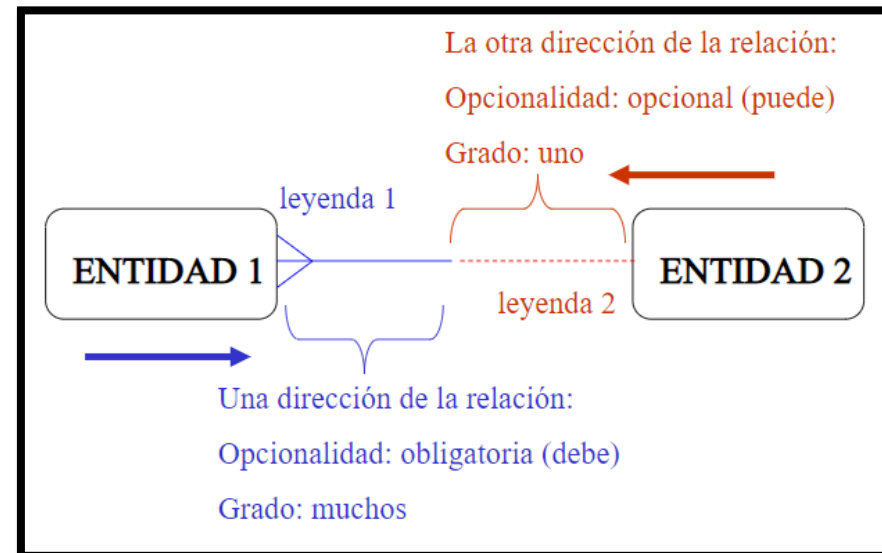 La otra dirección de la relación:
Opcionalidad: opcional (puede)
Grado: uno
leyenda 1
ENTIDAD 1
ENTIDAD 2
leyenda 2
Una dirección de la relación:
Opcionalidad: obligatoria (debe)
Grado: muchos